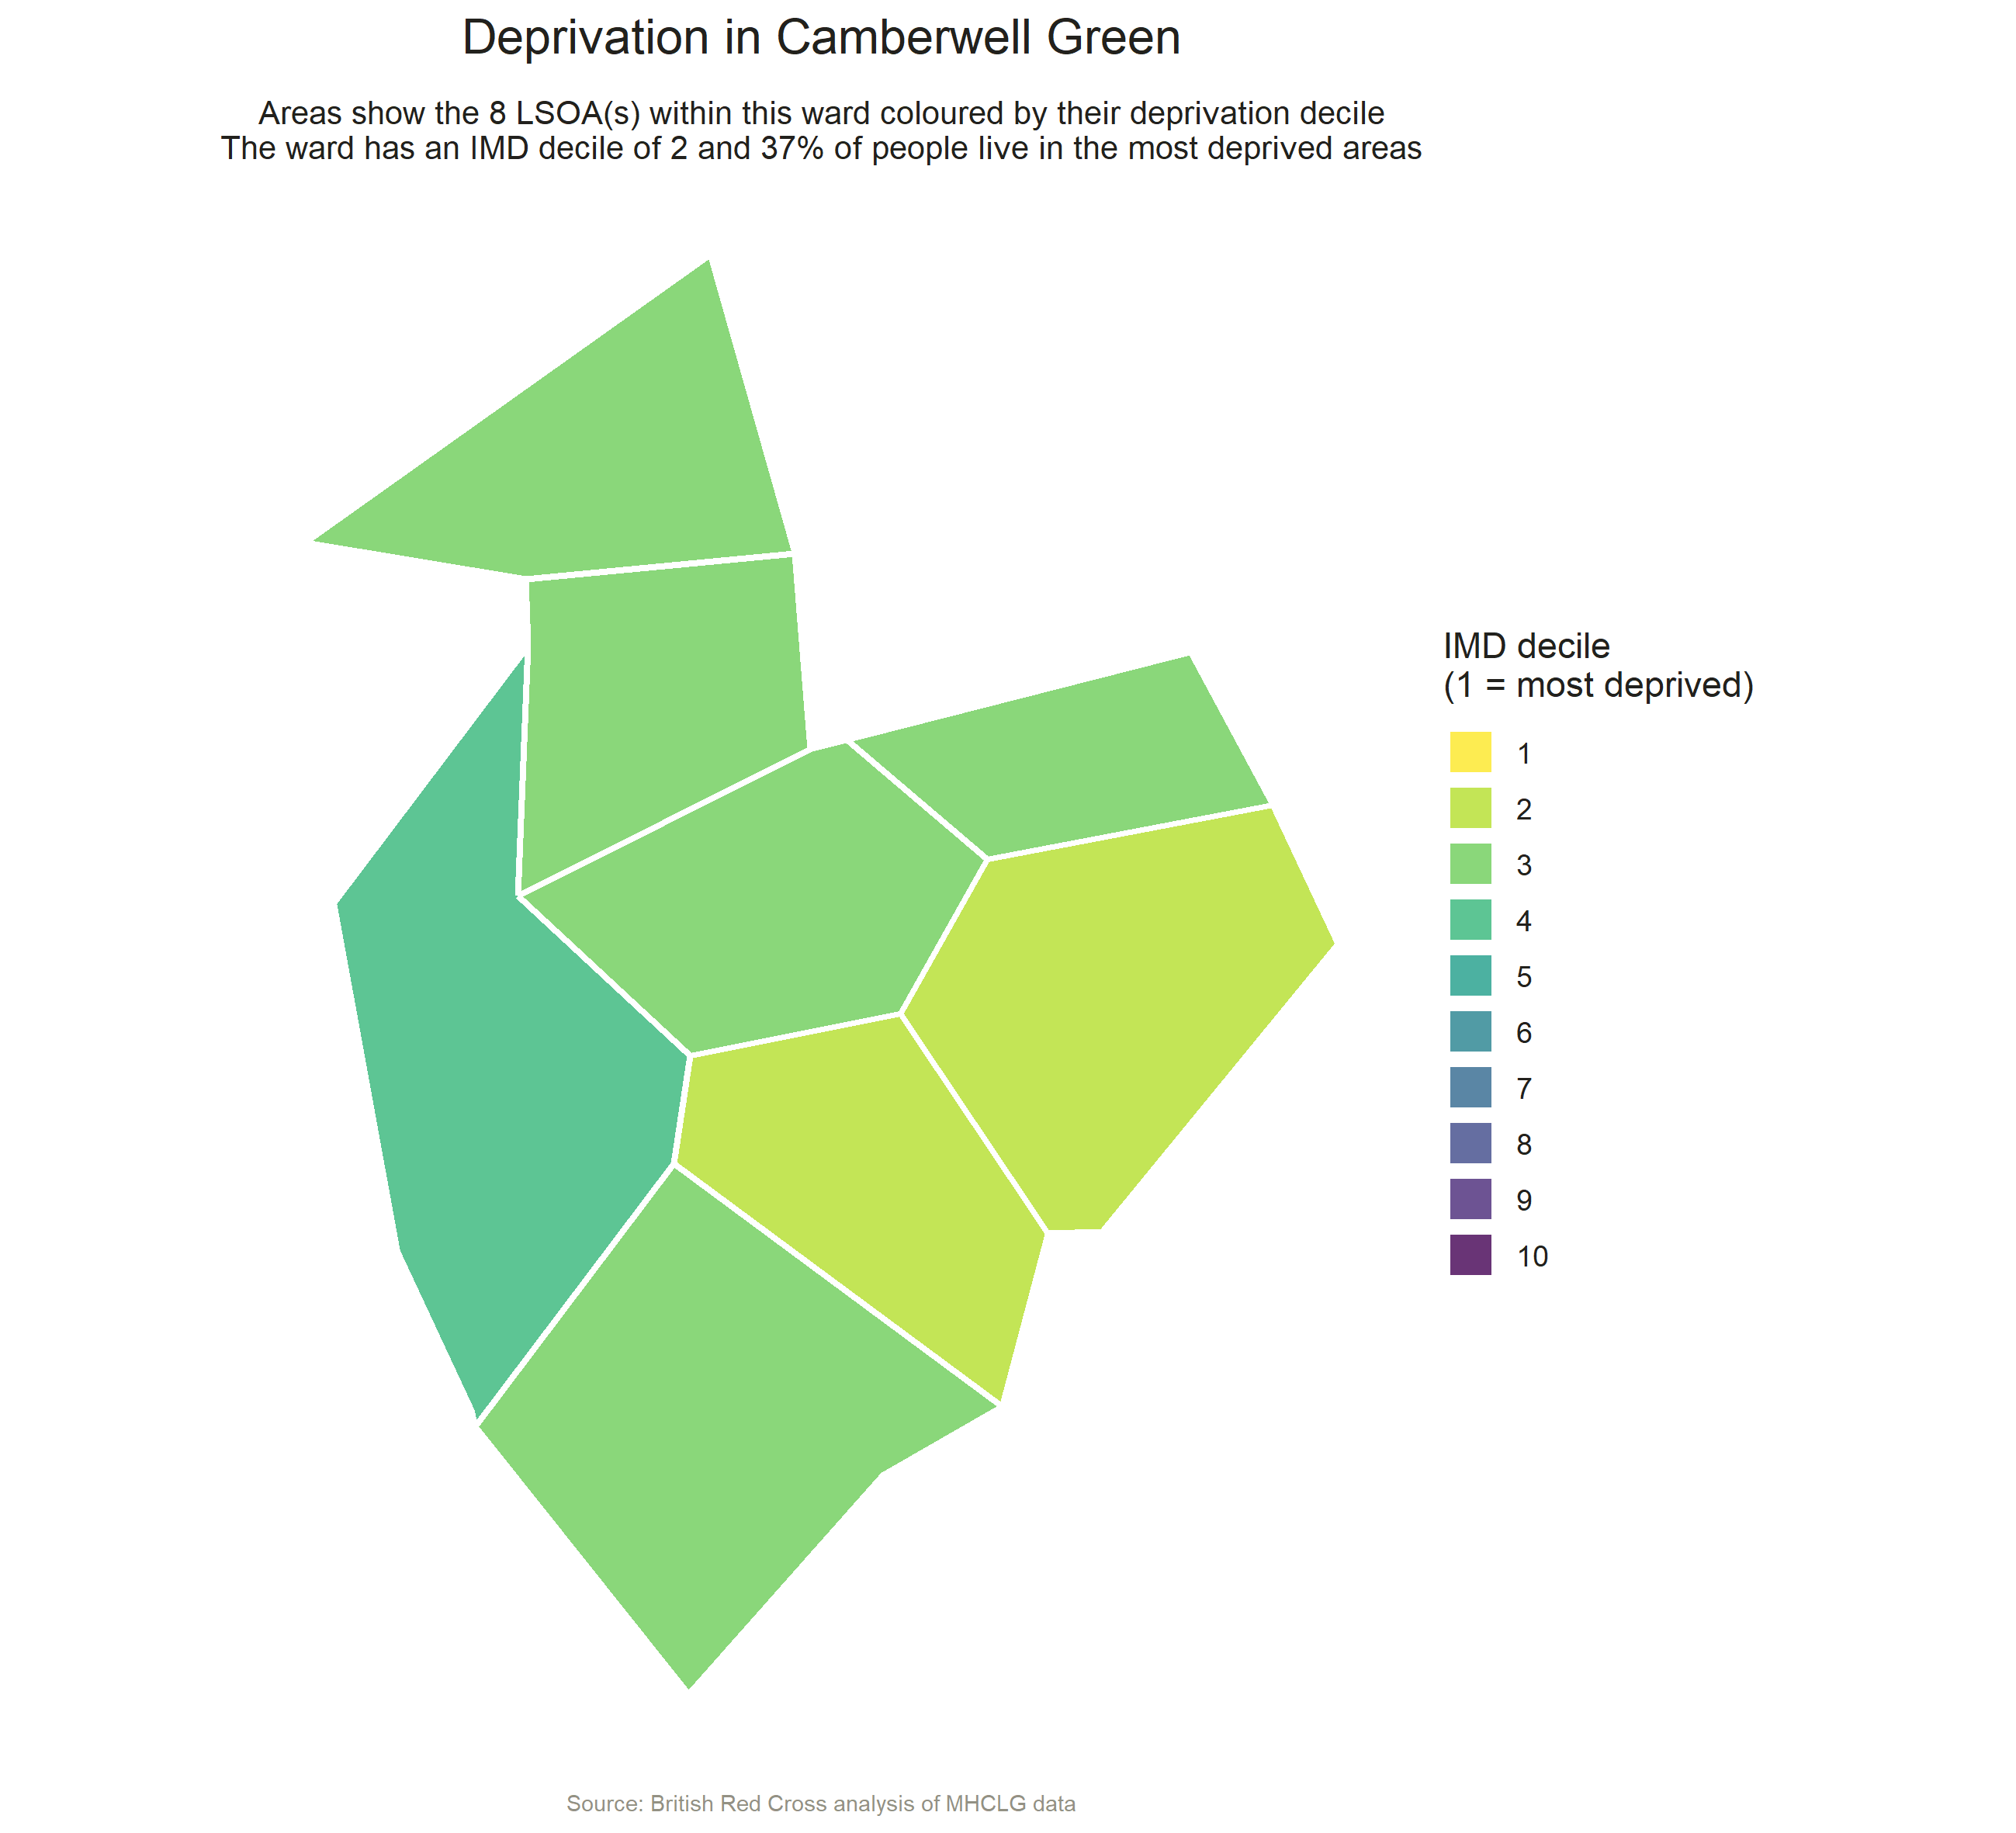 Deprivation in Camberwell Green
Areas show the 8 LSOA(s) within this ward coloured by their deprivation decile
The ward has an IMD decile of 2 and 37% of people live in the most deprived areas
IMD decile
(1 = most deprived)
1
2
3
4
5
6
7
8
9
10
Source: British Red Cross analysis of MHCLG data